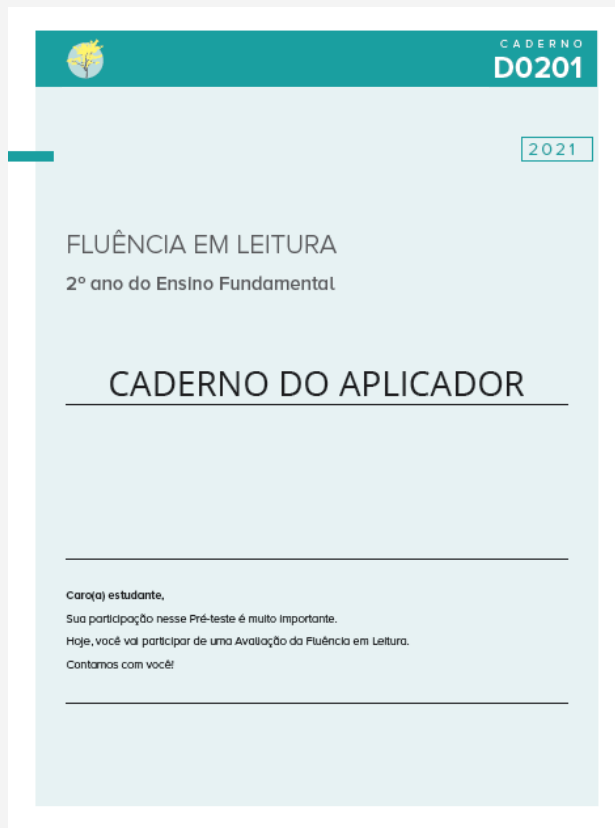 CADERNO
D0201
2021
FLUÊNCIA EM LEITURA
2º ano do Ensino Fundamental
CADERNO DO APLICADOR
Caro(a) estudante,
Sua participação nesse Pré-teste é muito importante.
Hoje, você vai participar de uma Avaliação da Fluência em Leitura.
Contamos com você!